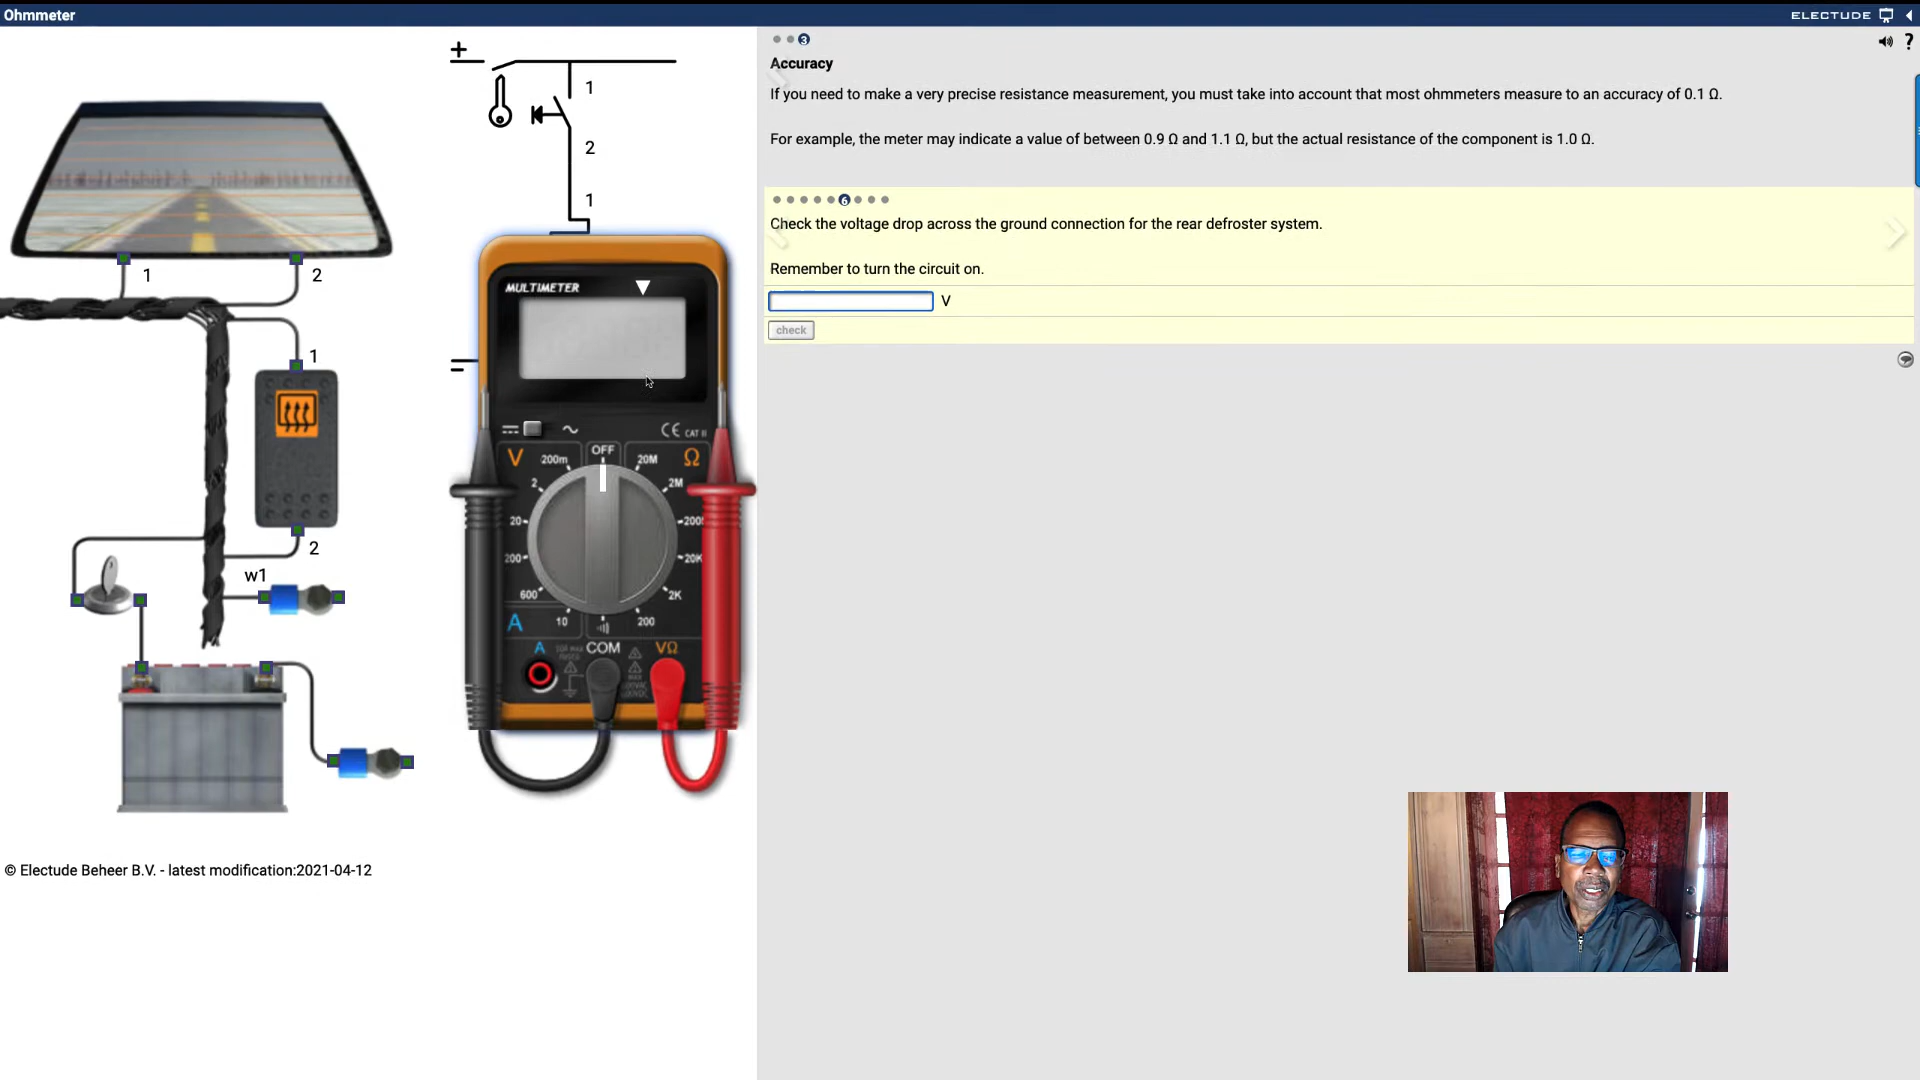 Ohmmeter
ELECTUDE
3
?
Accuracy
If you need to make a very precise resistance measurement, you must take into account that most ohmmeters measure to an accuracy of 0.1 Ω.
For example, the meter may indicate a value of between 0.9 Ω and 1.1 Ω, but the actual resistance of the component is 1.0 Ω.
6
Check the voltage drop across the ground connection for the rear defroster system.
Remember to turn the circuit on.
V
check
+
1
2
1
1
2
1
2
w1
MULTIMETER
CE CAT II
OFF
V
200m
20M
Ω
2
2M
20
200
20K
600
2K
A
10
200
A
COM
VΩ
© Electude Beheer B.V. - latest modification:2021-04-12